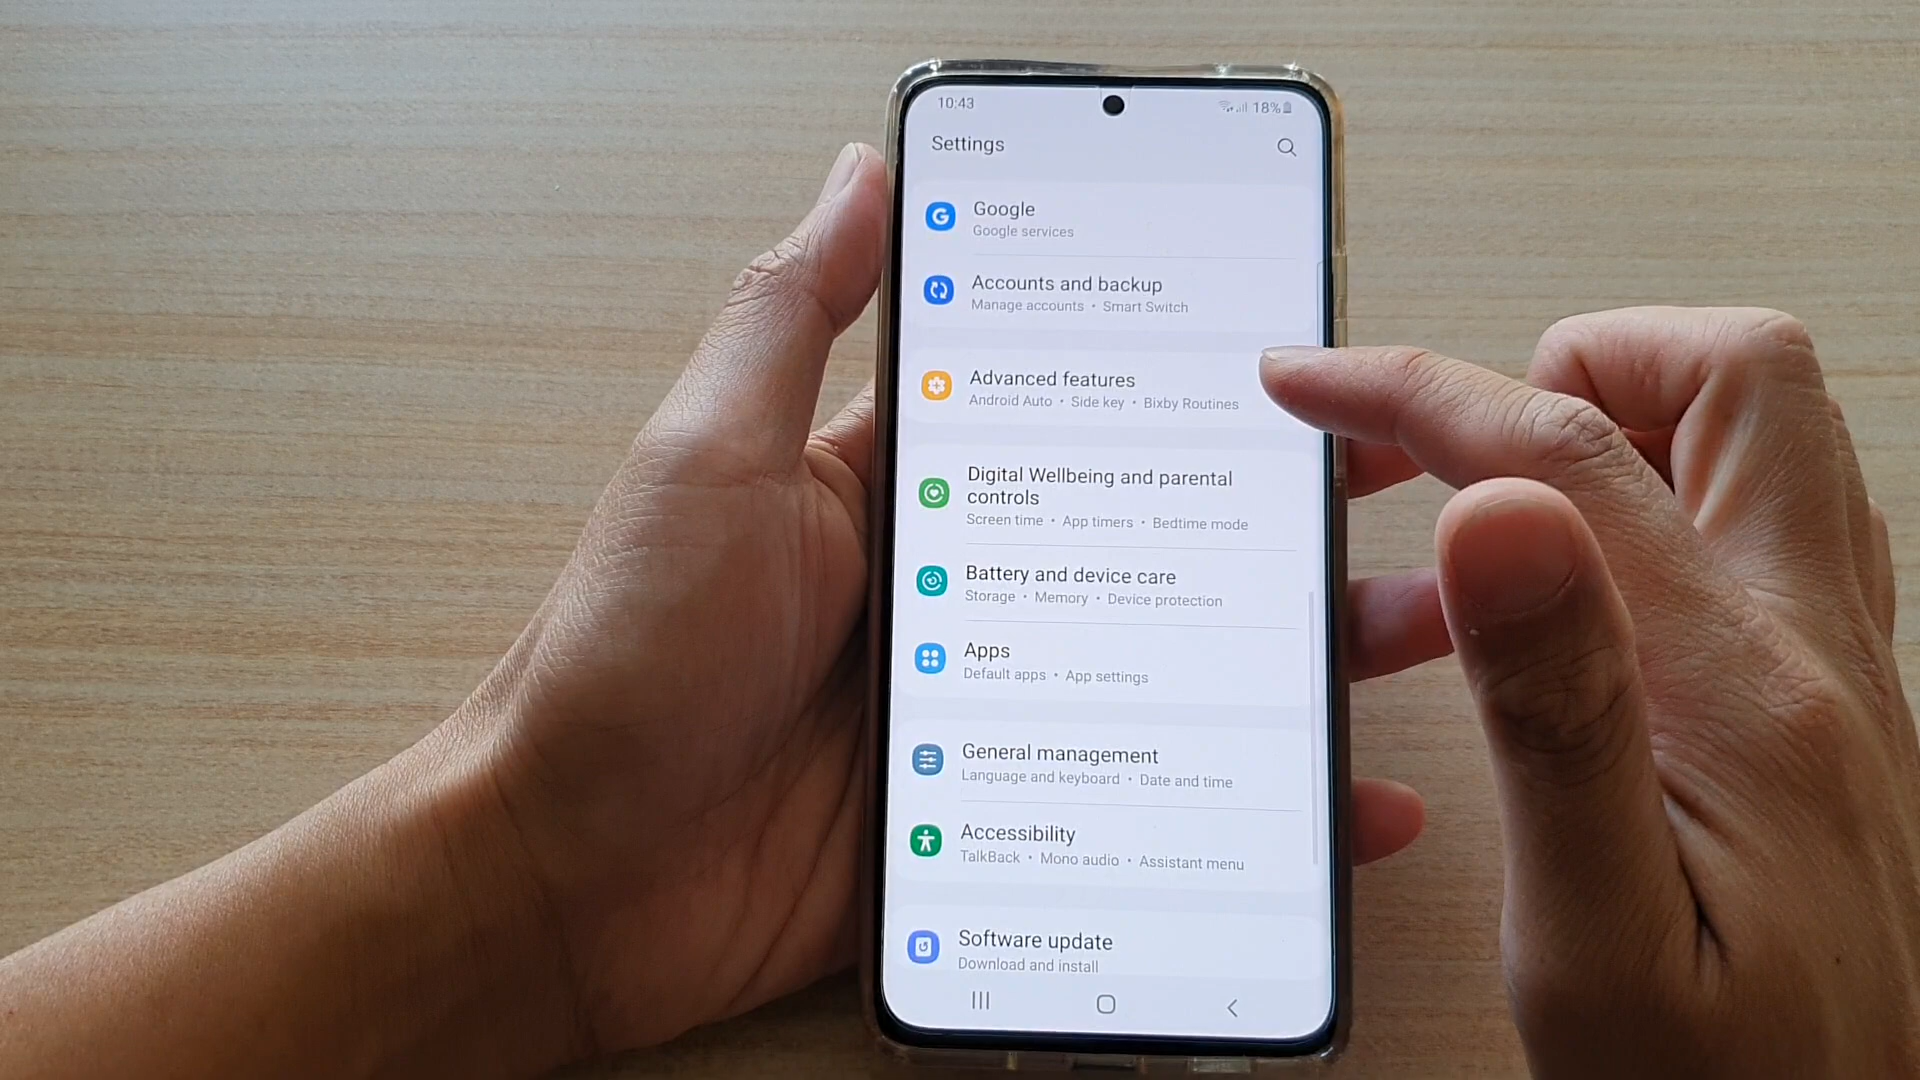 10:43
18%
Settings
Google
Google services
Accounts and backup
Manage accounts • Smart Switch
Advanced features
Android Auto • Side key • Bixby Routines
Digital Wellbeing and parental
controls
Screen time • App timers • Bedtime mode
Battery and device care
Storage • Memory • Device protection
Apps
Default apps • App settings
General management
Language and keyboard • Date and time
Accessibility
TalkBack • Mono audio • Assistant menu
Software update
Download and install